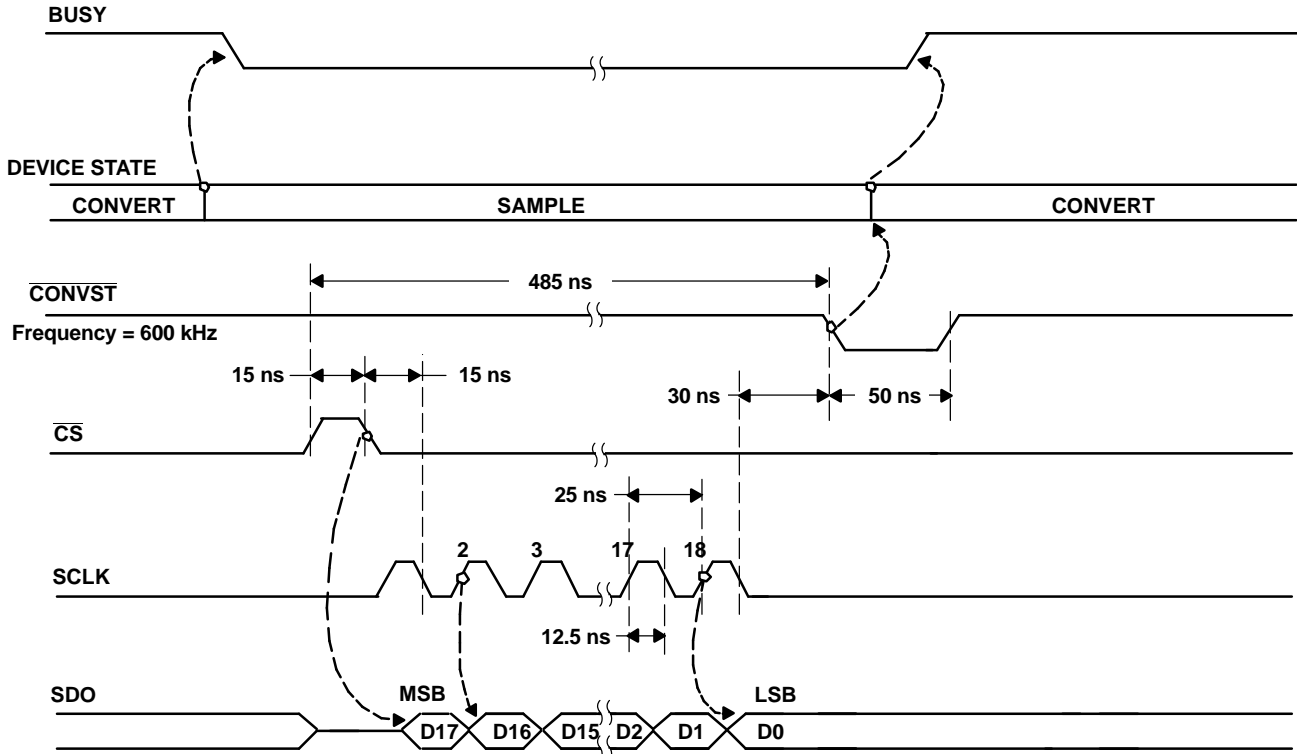 BUSY
DEVICE STATE
CONVERT SAMPLE CONVERT
485 ns
CONVST
Frequency = 600 kHz
15 ns 15 ns 30 ns 50 ns
CS
25 ns
2 3 17 18
SCLK
12.5 ns
SDO MSB LSB
D17 D16 D15 D2 D1 D0